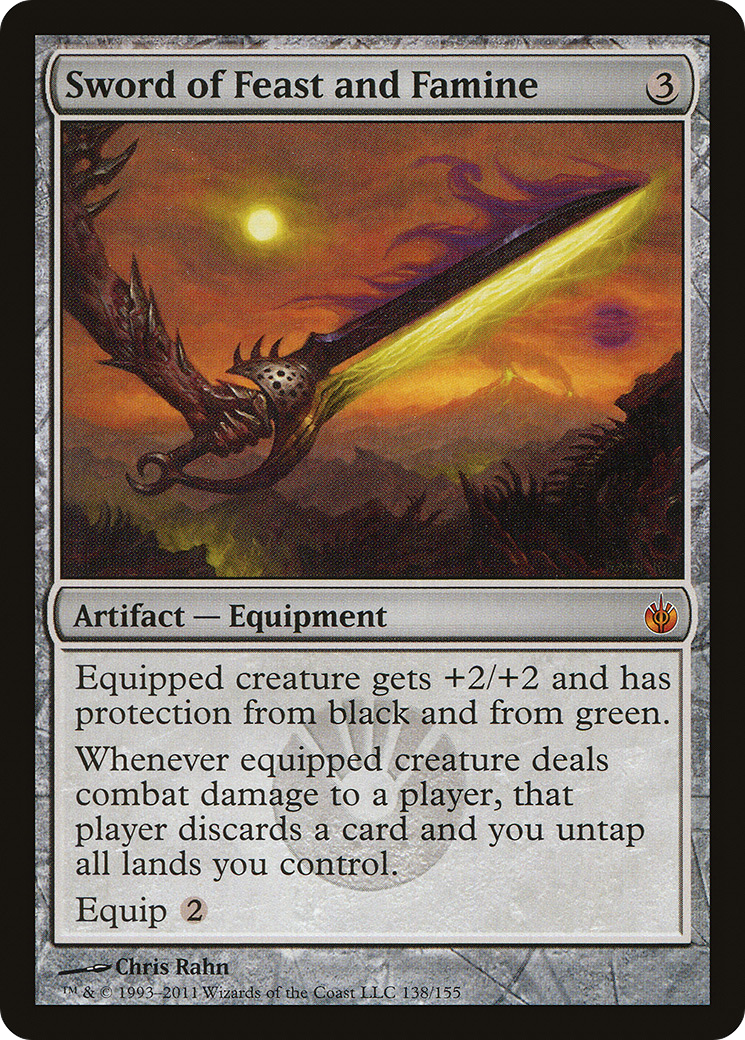 Sword of Feast and Famine 3
Artifact — Equipment
Equipped creature gets +2/+2 and has
protection from black and from green.
Whenever equipped creature deals
combat damage to a player, that
player discards a card and you untap
all lands you control.
Equip 2
Chris Rahn
™ & © 1993–2011 Wizards of the Coast LLC 138/155